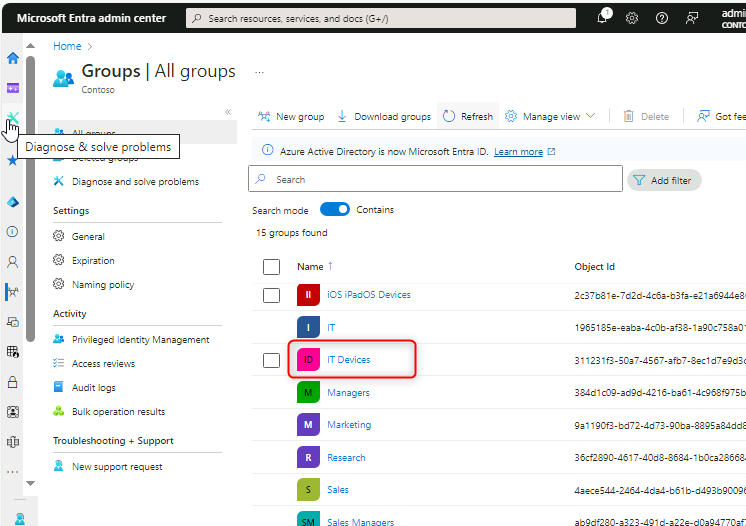 Microsoft Entra admin center
Search resources, services, and docs (G+/)
1
admin
CONTO
Home >
Groups | All groups
...
Contoso
«
All groups
Deleted groups
Diagnose & solve problems
Diagnose and solve problems
Settings
General
Expiration
Naming policy
Activity
Privileged Identity Management
Access reviews
Audit logs
Bulk operation results
Troubleshooting + Support
New support request
New group
Download groups
Refresh
Manage view
Delete
Got fee
Azure Active Directory is now Microsoft Entra ID. Learn more
Search
Add filter
Search mode
Contains
15 groups found
Name ↑
Object Id
II iOS iPadOS Devices
2c37b81e-7d2d-4c6a-b3fa-e21a6944e8
I IT
1965185e-eaba-4c0b-af38-1a90c758a01
ID IT Devices
311231f3-50a7-4567-afb7-8ec1d7e9d3c
M Managers
384d1c09-ad9d-4216-ba61-4c968f975b
M Marketing
9a1190f3-bd72-4d73-90ba-8895a84dd8
R Research
36cf2890-4617-40d8-8684-1b0ca28668
S Sales
4aece544-2464-4da4-b61b-d493b90096
SM Sales Managers
ab9df280-a323-491d-a22e-d0a94770af7